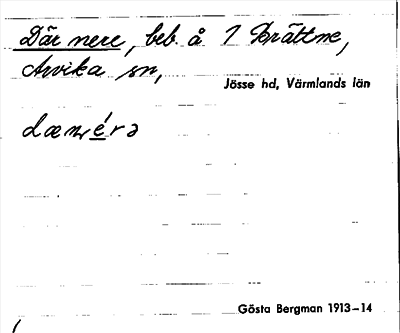 Där nere, beb. å 1 Brättne,
Arvika sn,
Jösse hd, Värmlands län
Gösta Bergman 1913–14